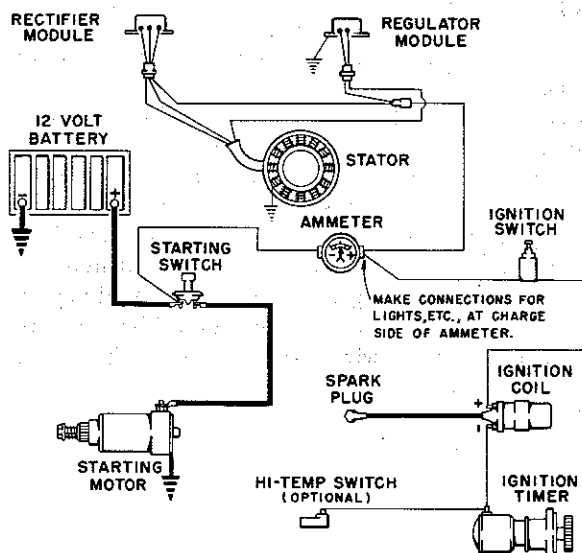 RECTIFIER
MODULE
REGULATOR
MODULE
12 VOLT
BATTERY
- +
STATOR
AMMETER
- +
IGNITION
SWITCH
STARTING
SWITCH
MAKE CONNECTIONS FOR
LIGHTS, ETC., AT CHARGE
SIDE OF AMMETER.
SPARK
PLUG
+
-
IGNITION
COIL
STARTING
MOTOR
HI-TEMP SWITCH
(OPTIONAL)
IGNITION
TIMER